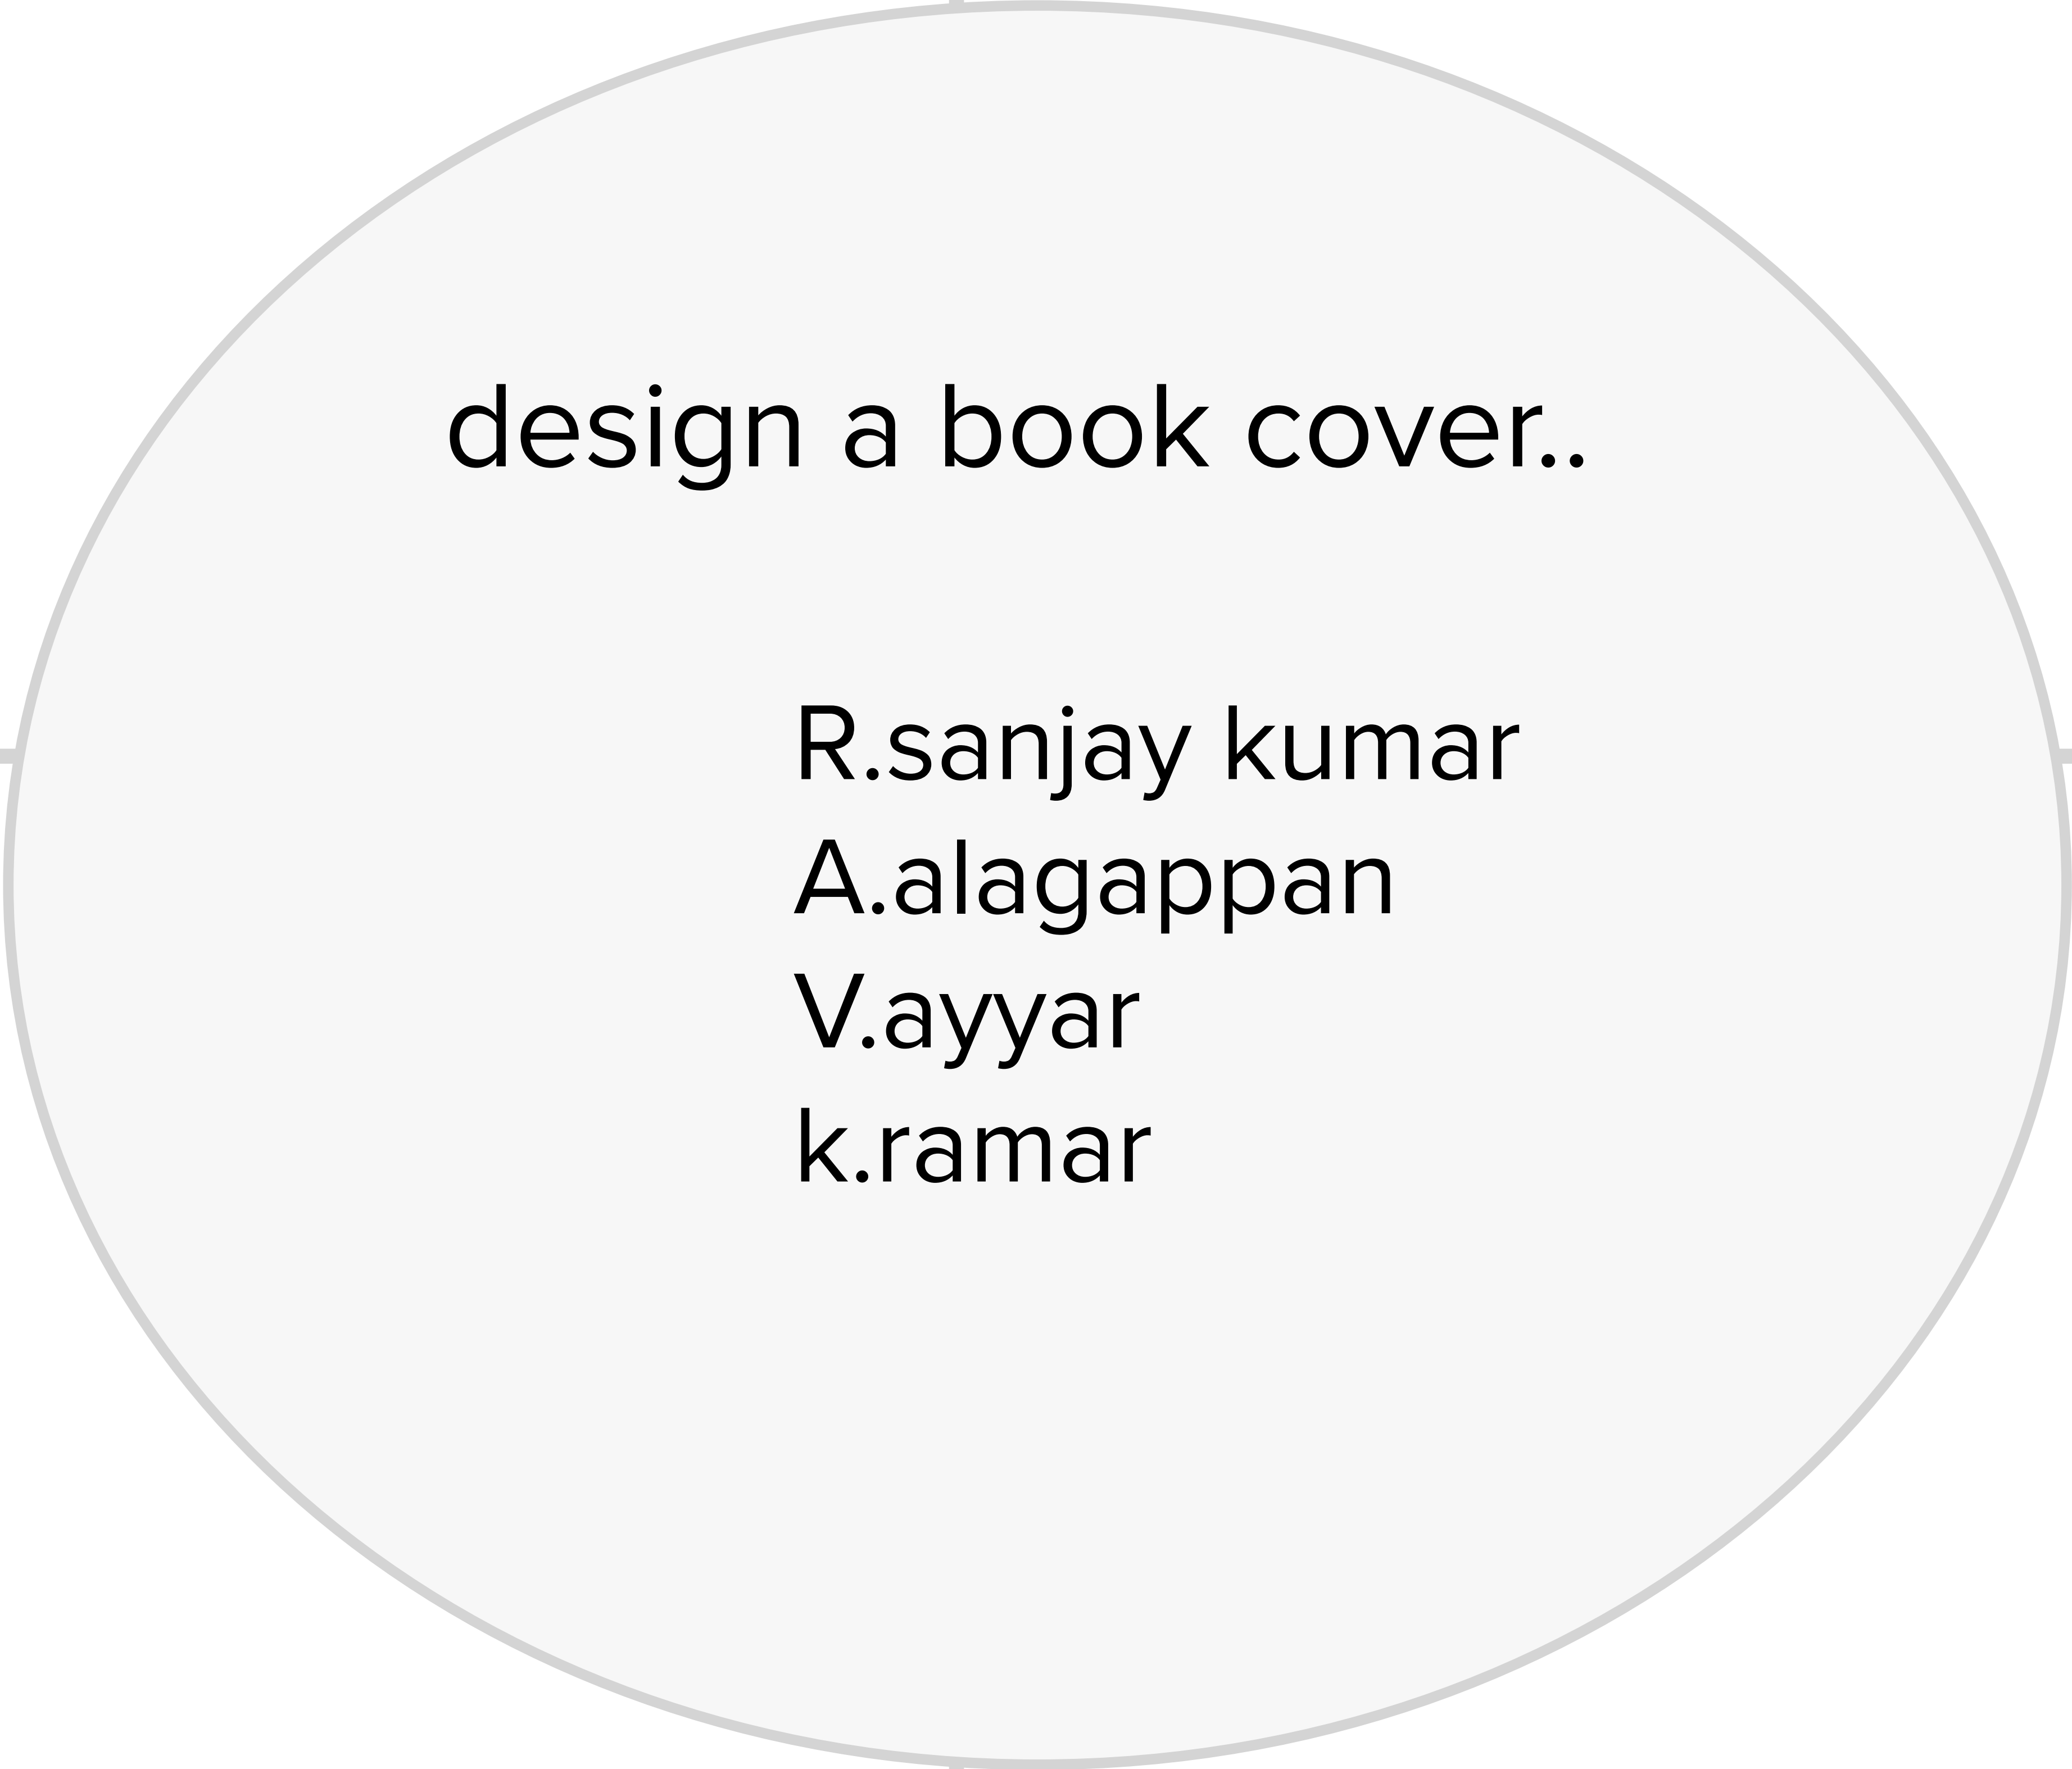 design a book cover..
R.sanjay kumar
A.alagappan
V.ayyar
k.ramar